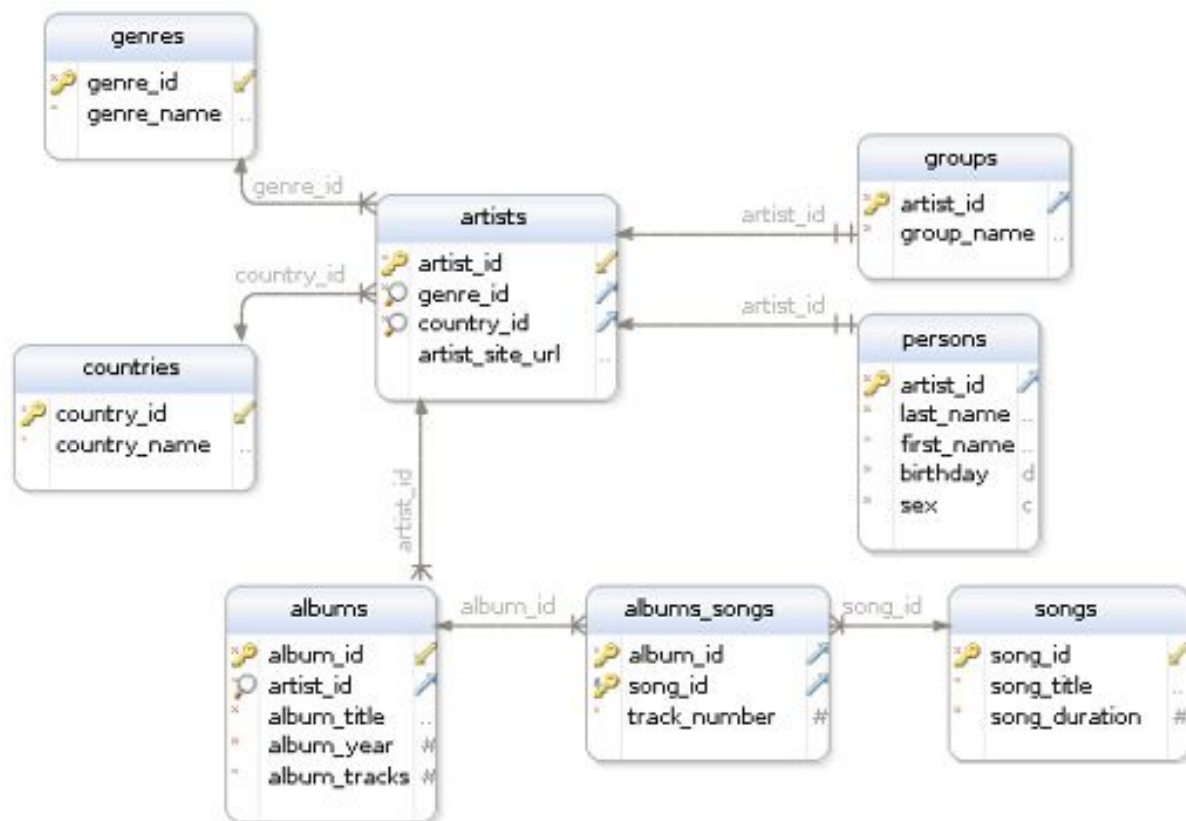 genres
genre_id
genre_name
genre_id
country_id
countries
country_id
country_name
artists
artist_id
genre_id
country_id
artist_site_url
artist_id
groups
artist_id
group_name
artist_id
persons
artist_id
last_name
first_name
birthday d
sex c
artist_id
albums
album_id
artist_id
album_title
album_year #
album_tracks #
album_id
albums_songs
album_id
song_id
track_number #
song_id
songs
song_id
song_title
song_duration #